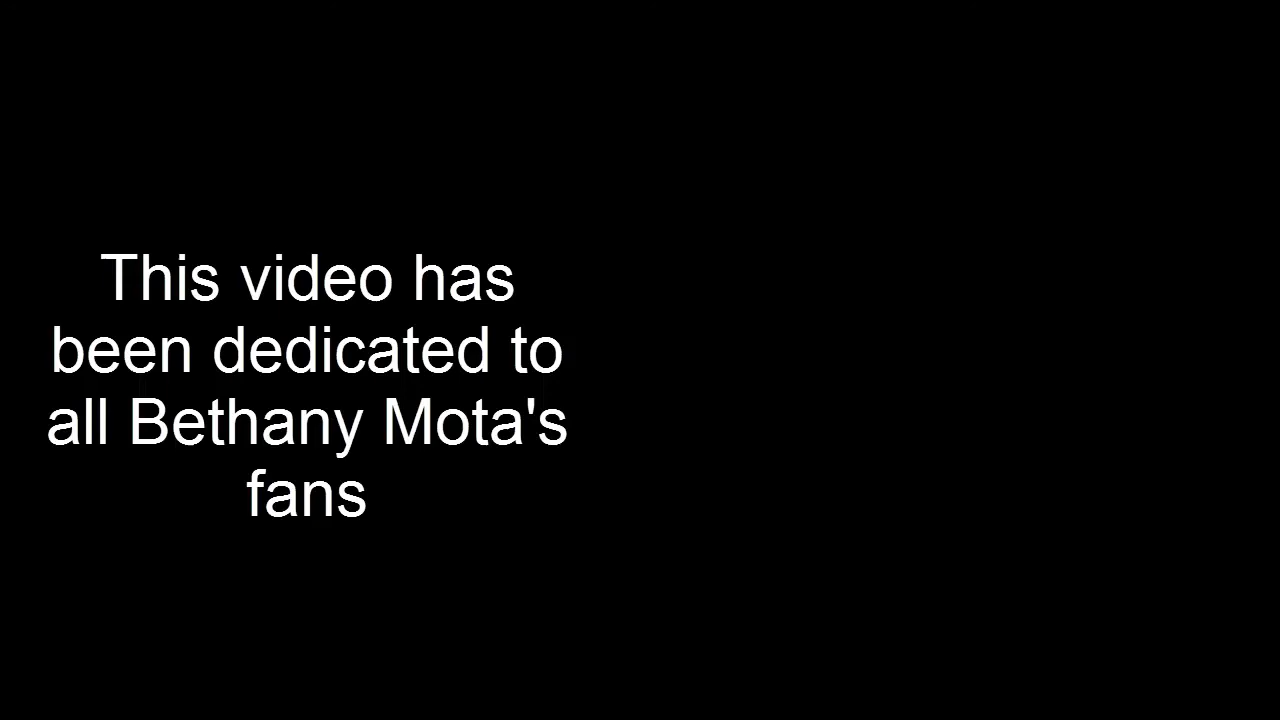 This video has
been dedicated to
all Bethany Mota's
fans